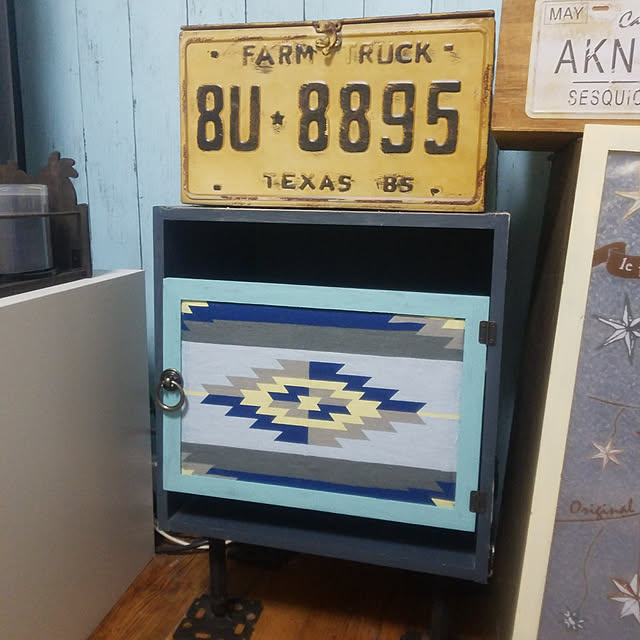 FARM TRUCK
8U★8895
TEXAS 85
MAY
AKN
SESQUIC
Original